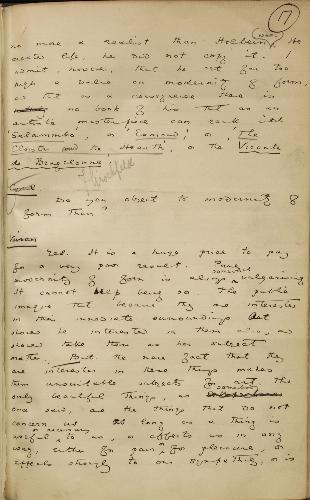 17
no more a realist than Holbein was. He
created life, he did not copy it. I
admit, however, that he set far too
high a value on modernity of form,
so that as a consequence there is
no book of his that as an
artistic masterpiece can rank with
'Salammbo', or 'Esmond', or 'The
Cloister and the Hearth', or the 'Vicomte
de Bragelonne'.
Cyril
Do you object to modernity of
form then?
Vivian
Yes. It is a huge price to pay
for a very poor result. Pure
modernity of form is always somewhat vulgarising
It cannot help being so. The public
imagine that because they are interested
in their immediate surroundings Art
should be interested in them also, and
should take them as her subject
matter. But the mere fact that they
are interested in these things makes
them unsuitable subjects for art. The
only beautiful things, as somebody
once said, are the things that do not
concern us. As long as a thing is
useful or necessary to us, or affects us in any
way, either for pain or for pleasure, or
appeals strongly to our sympathy, or is